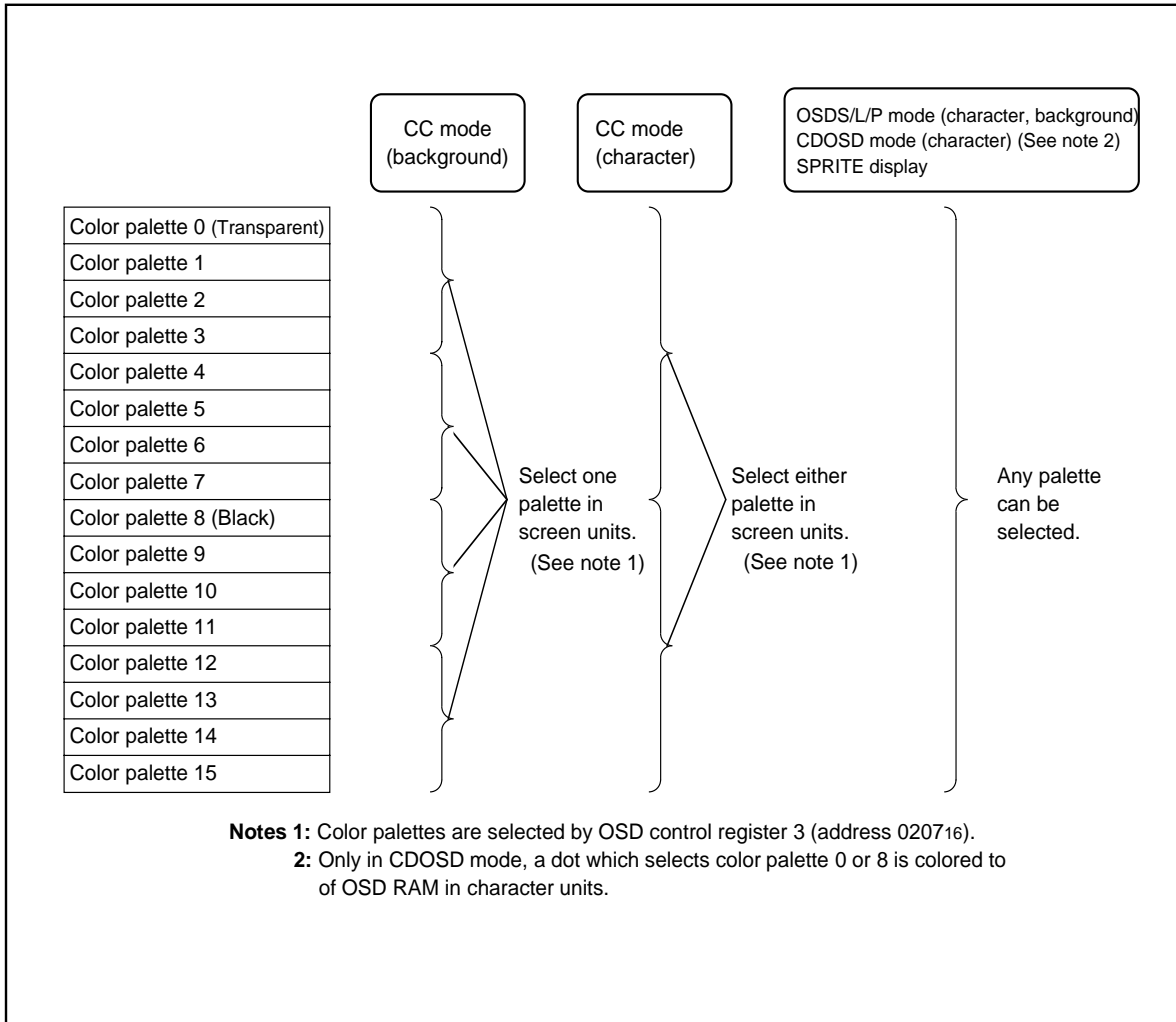 CC mode
(background)
CC mode
(character)
OSDS/L/P mode (character, background)
CDOSD mode (character) (See note 2)
SPRITE display
Color palette 0 (Transparent)
Color palette 1
Color palette 2
Color palette 3
Color palette 4
Color palette 5
Color palette 6
Color palette 7
Color palette 8 (Black)
Color palette 9
Color palette 10
Color palette 11
Color palette 12
Color palette 13
Color palette 14
Color palette 15
Select one
palette in
screen units.
(See note 1)
Select either
palette in
screen units.
(See note 1)
Any palette
can be
selected.
Notes 1: Color palettes are selected by OSD control register 3 (address 020716).
2: Only in CDOSD mode, a dot which selects color palette 0 or 8 is colored to
of OSD RAM in character units.